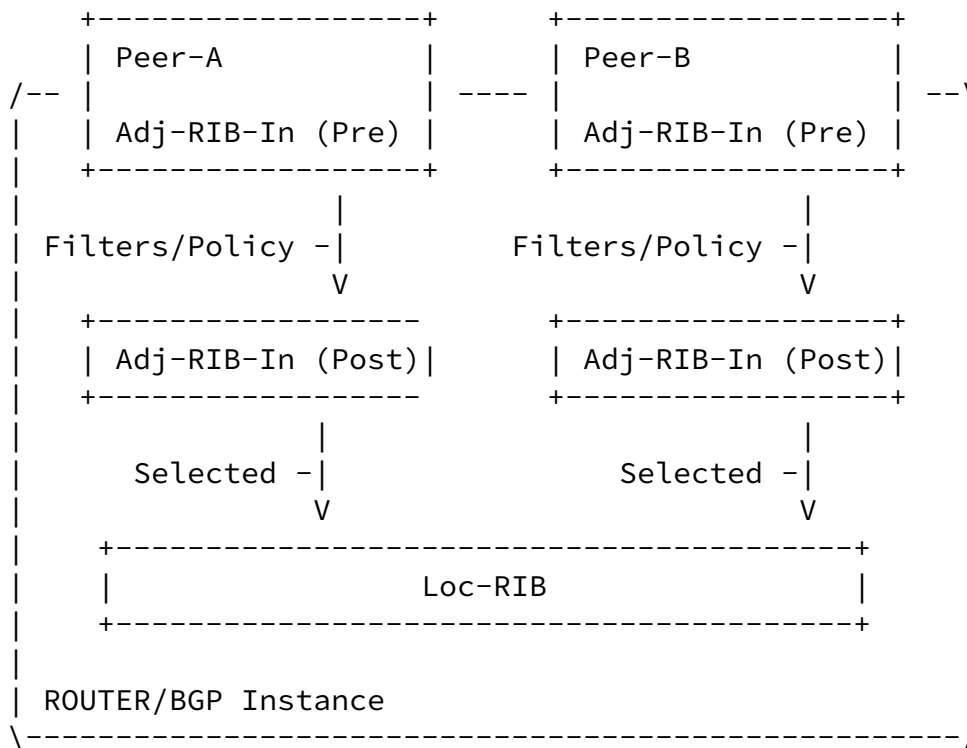 Peer-A Peer-B
Adj-RIB-In (Pre) Adj-RIB-In (Pre)
Filters/Policy - Filters/Policy -
V V
Adj-RIB-In (Post) Adj-RIB-In (Post)
Selected - Selected -
V V
Loc-RIB
ROUTER/BGP Instance